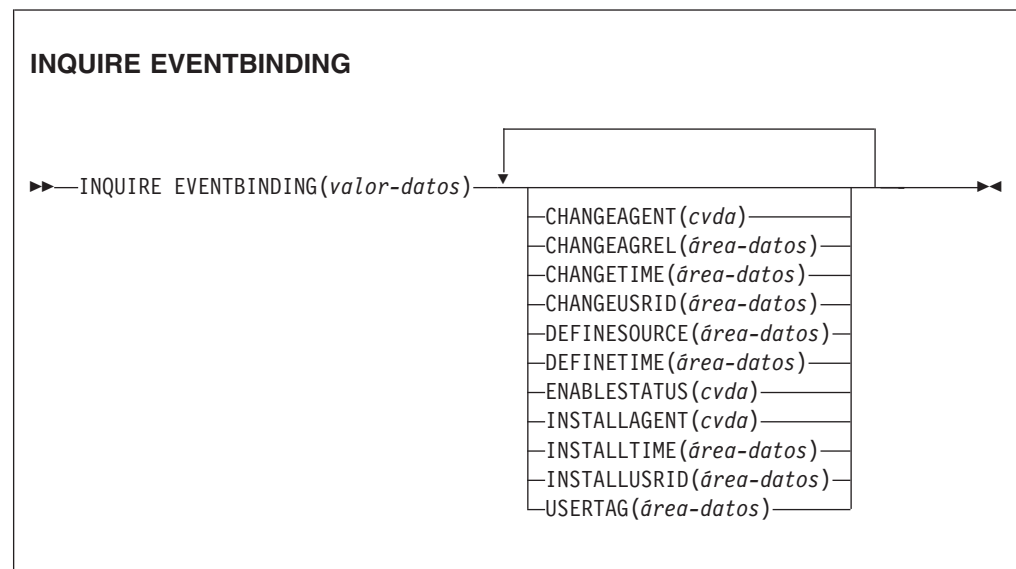 INQUIRE EVENTBINDING
INQUIRE EVENTBINDING(valor-datos)
CHANGEAGENT(cvda)
CHANGEAGREL(área-datos)
CHANGETIME(área-datos)
CHANGEUSRID(área-datos)
DEFINESOURCE(área-datos)
DEFINETIME(área-datos)
ENABLESTATUS(cvda)
INSTALLAGENT(cvda)
INSTALLTIME(área-datos)
INSTALLUSRID(área-datos)
USERTAG(área-datos)